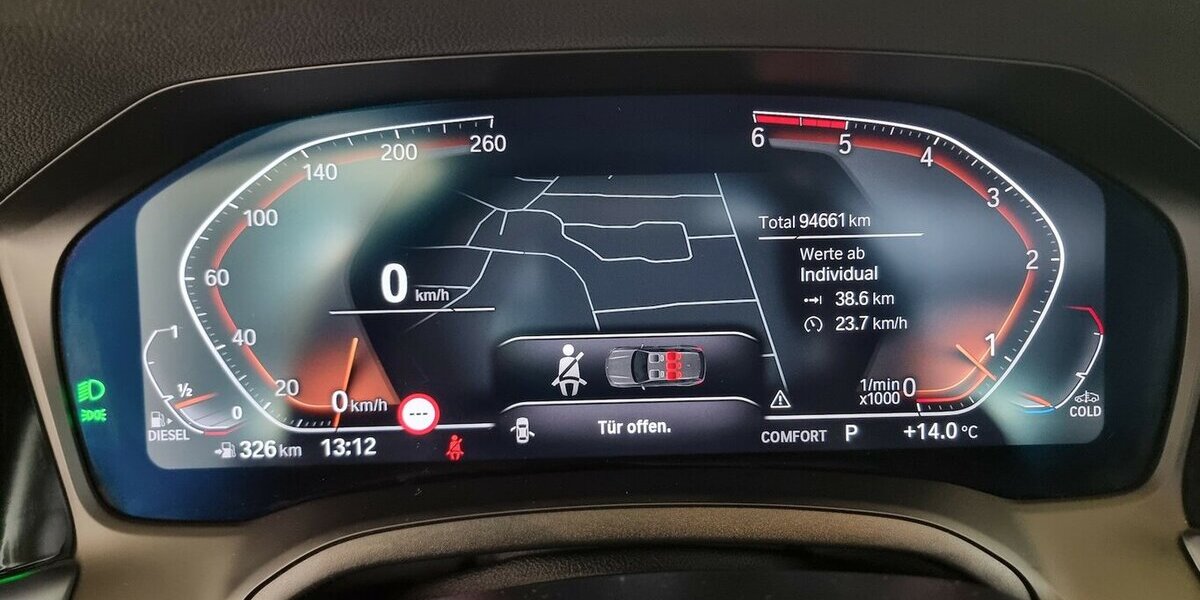 260
200
140
100
60
40
20
0 km/h
0 km/h
1
1/2
0
DIESEL
326 km
13:12
---
Tür offen.
6
5
4
3
2
1
0
1/min
x1000
Total 94661 km
Werte ab
Individual
38.6 km
23.7 km/h
COMFORT P +14.0 °C
COLD